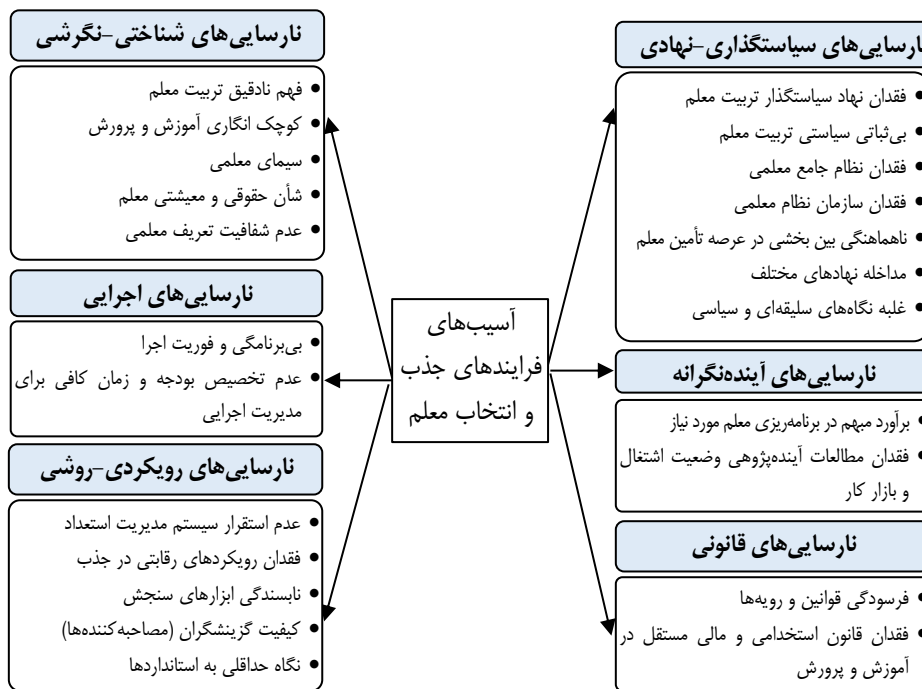 نارسایی‌های سیاستگذاری-نهادی
فقدان نهاد سیاستگذار تربیت معلم
بی‌ثباتی سیاستی تربیت معلم
فقدان نظام جامع معلمی
فقدان سازمان نظام معلمی
ناهماهنگی بین بخشی در عرصه تأمین معلم
مداخله نهادهای مختلف
غلبه نگاه‌های سلیقه‌ای و سیاسی
نارسایی‌های آینده‌نگرانه
برآورد مبهم در برنامه‌ریزی معلم مورد نیاز
فقدان مطالعات آینده‌پژوهی وضعیت اشتغال
و بازار کار
نارسایی‌های قانونی
فرسودگی قوانین و رویه‌ها
فقدان قانون استخدامی و مالی مستقل در
آموزش و پرورش
آسیب‌های
فرایندهای جذب
و انتخاب معلم
نارسایی‌های شناختی-نگرشی
فهم نادقیق تربیت معلم
کوچک انگاری آموزش و پرورش
سیمای معلمی
شأن حقوقی و معیشتی معلم
عدم شفافیت تعریف معلمی
نارسایی‌های اجرایی
بی‌برنامگی و فوریت اجرا
عدم تخصیص بودجه و زمان کافی برای
مدیریت اجرایی
نارسایی‌های رویکردی-روشی
عدم استقرار سیستم مدیریت استعداد
فقدان رویکردهای رقابتی در جذب
نابسندگی ابزارهای سنجش
کیفیت گزینشگران (مصاحبه‌کننده‌ها)
نگاه حداقلی به استانداردها